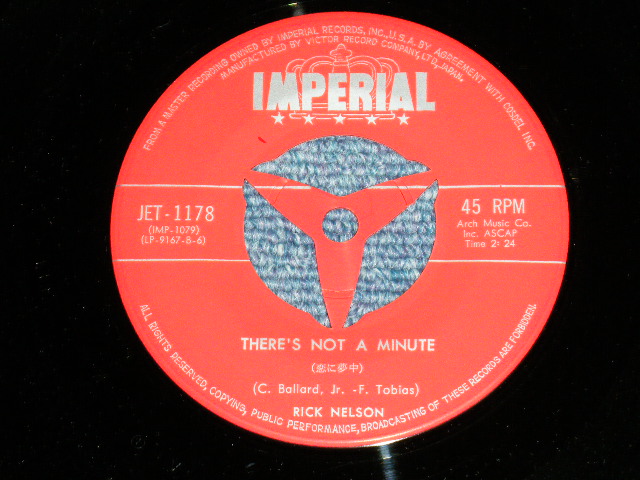 FROM A MASTER RECORDING OWNED BY IMPERIAL RECORDS, INC., U.S.A. BY AGREEMENT WITH COSDEL INC.
MANUFACTURED BY VICTOR RECORD COMPANY, LTD., JAPAN.
IMPERIAL
JET-1178
(IMP-1079)
(LP-9167-B-6)
45 RPM
Arch Music Co.
Inc. ASCAP
Time 2: 24
THERE'S NOT A MINUTE
(恋に夢中)
(C. Ballard, Jr. -F. Tobias)
RICK NELSON
ALL RIGHTS RESERVED, COPYING, PUBLIC PERFORMANCE, BROADCASTING OF THESE RECORDS ARE FORBIDDEN.